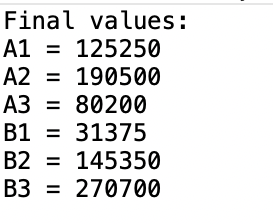 Final values:
A1 = 125250
A2 = 190500
A3 = 80200
B1 = 31375
B2 = 145350
B3 = 270700